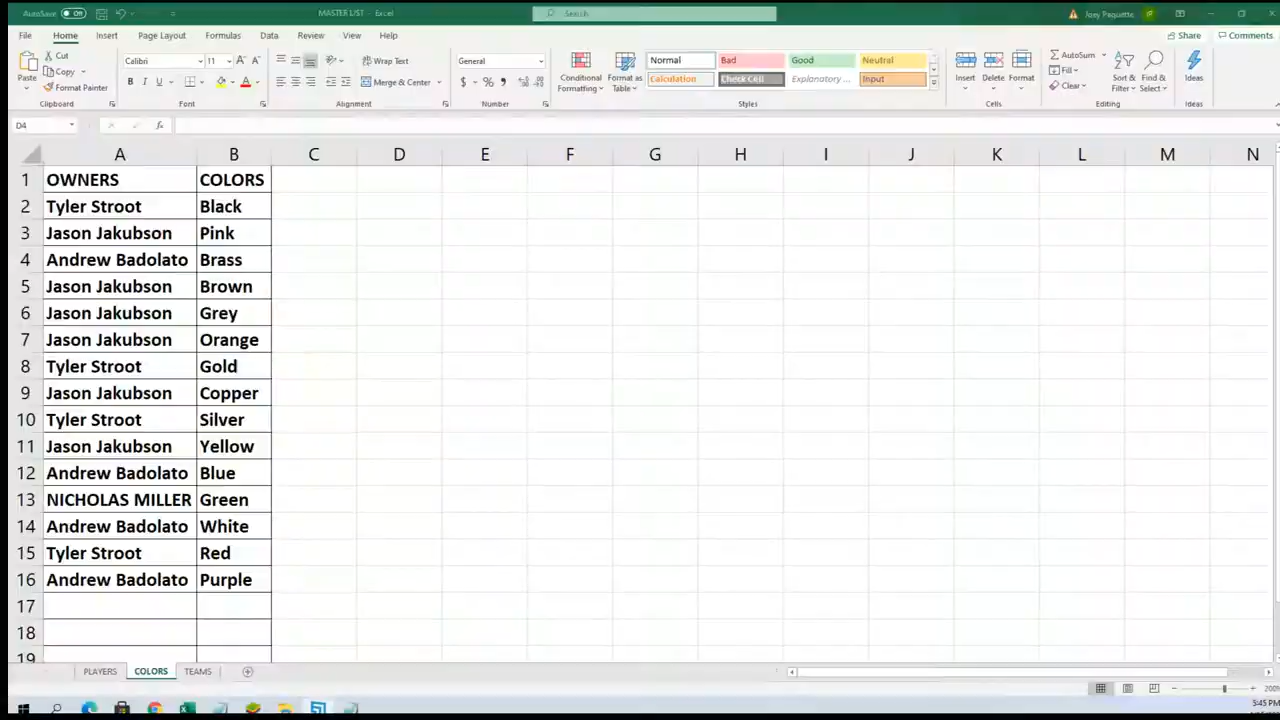 AutoSave Off MASTER LIST - Excel Search Joey Paquette
File Home Insert Page Layout Formulas Data Review View Help Share Comments
Cut Calibri 11 Wrap Text General Normal Bad Good Neutral AutoSum
Copy Fill
Paste Format Painter Merge & Center Conditional Formatting Format as Table Calculation Check Cell Explanatory ... Input Insert Delete Format Clear Sort & Filter Find & Select Ideas
Clipboard Font Alignment Number Styles Cells Editing Ideas
D4 fx
A B C D E F G H I J K L M N
1 OWNERS COLORS
2 Tyler Stroot Black
3 Jason Jakubson Pink
4 Andrew Badolato Brass
5 Jason Jakubson Brown
6 Jason Jakubson Grey
7 Jason Jakubson Orange
8 Tyler Stroot Gold
9 Jason Jakubson Copper
10 Tyler Stroot Silver
11 Jason Jakubson Yellow
12 Andrew Badolato Blue
13 NICHOLAS MILLER Green
14 Andrew Badolato White
15 Tyler Stroot Red
16 Andrew Badolato Purple
17
18
19
PLAYERS COLORS TEAMS
5:45 PM